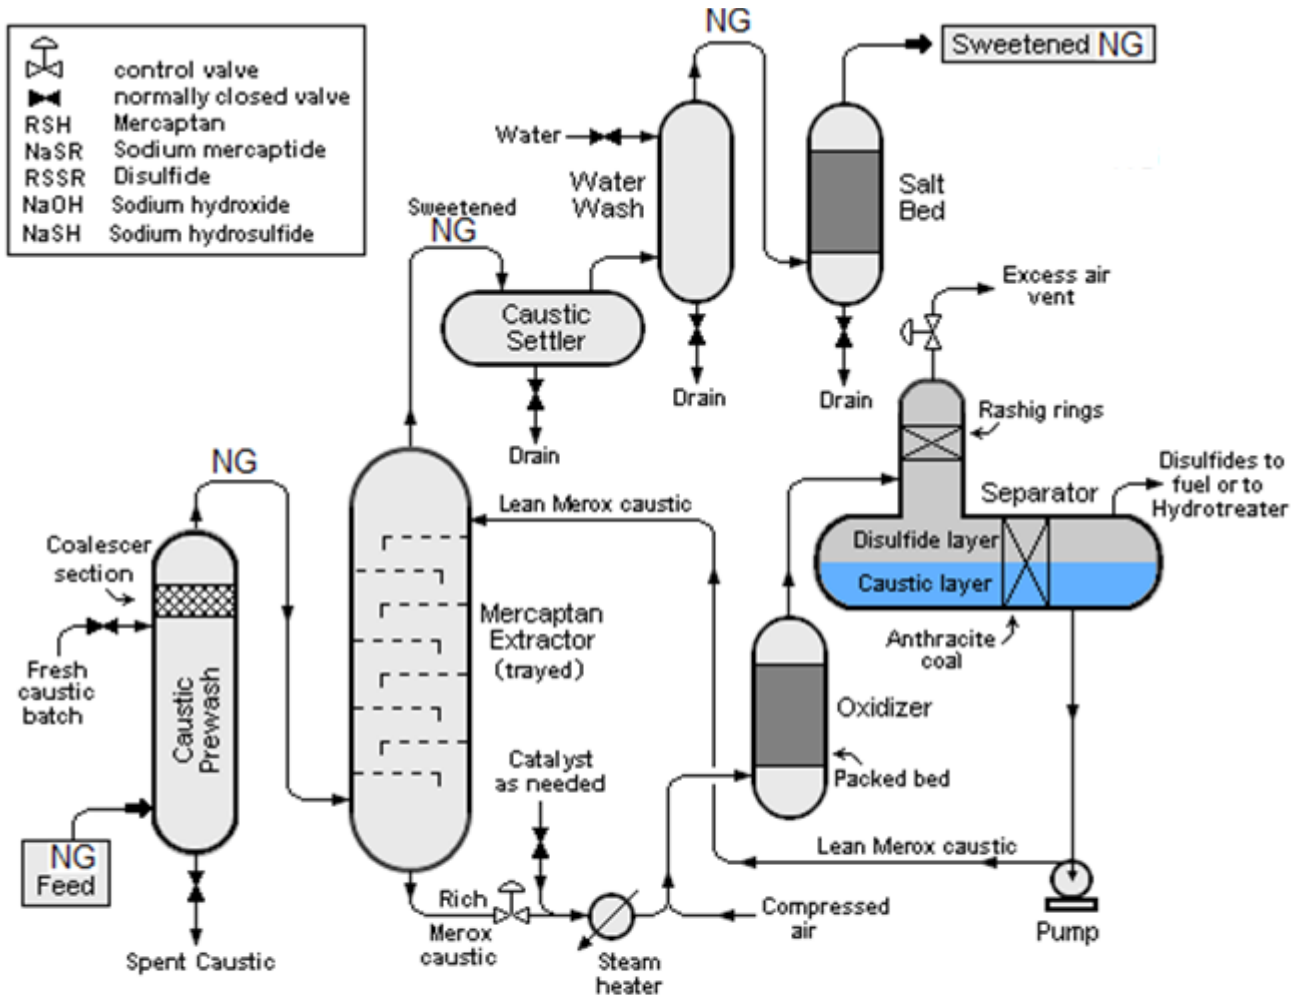 control valve
normally closed valve
RSH Mercaptan
NaSR Sodium mercaptide
RSSR Disulfide
NaOH Sodium hydroxide
NaSH Sodium hydrosulfide
NG
Sweetened NG
Water
Water
Wash
Salt
Bed
Sweetened
NG
Caustic
Settler
Drain
Drain
Drain
Excess air
vent
Rashig rings
Separator
Disulfides to
fuel or to
Hydrotreater
Disulfide layer
Caustic layer
Anthracite
coal
NG
Lean Merox caustic
Coalescer
section
Fresh
caustic
batch
Caustic
Prewash
Mercaptan
Extractor
(trayed)
Oxidizer
Packed bed
Catalyst
as needed
NG
Feed
Lean Merox caustic
Rich
Merox
caustic
Steam
heater
Compressed
air
Pump
Spent Caustic